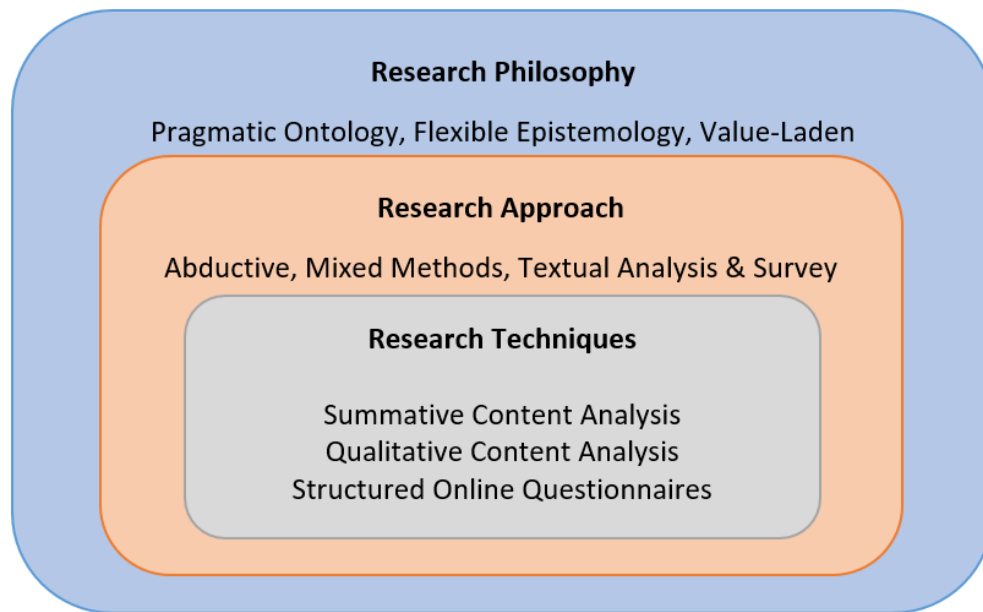 Research Philosophy
Pragmatic Ontology, Flexible Epistemology, Value-Laden
Research Approach
Abductive, Mixed Methods, Textual Analysis & Survey
Research Techniques
Summative Content Analysis
Qualitative Content Analysis
Structured Online Questionnaires